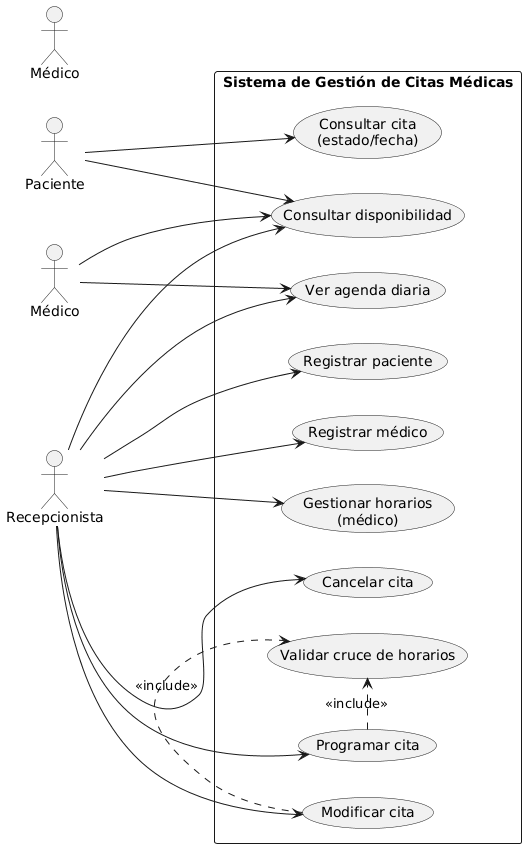 Médico
Sistema de Gestión de Citas Médicas
Consultar cita
(estado/fecha)
Paciente
Consultar disponibilidad
Ver agenda diaria
Médico
Registrar paciente
Registrar médico
Gestionar horarios
(médico)
Recepcionista
Cancelar cita
Validar cruce de horarios
«include»
«include»
Programar cita
Modificar cita